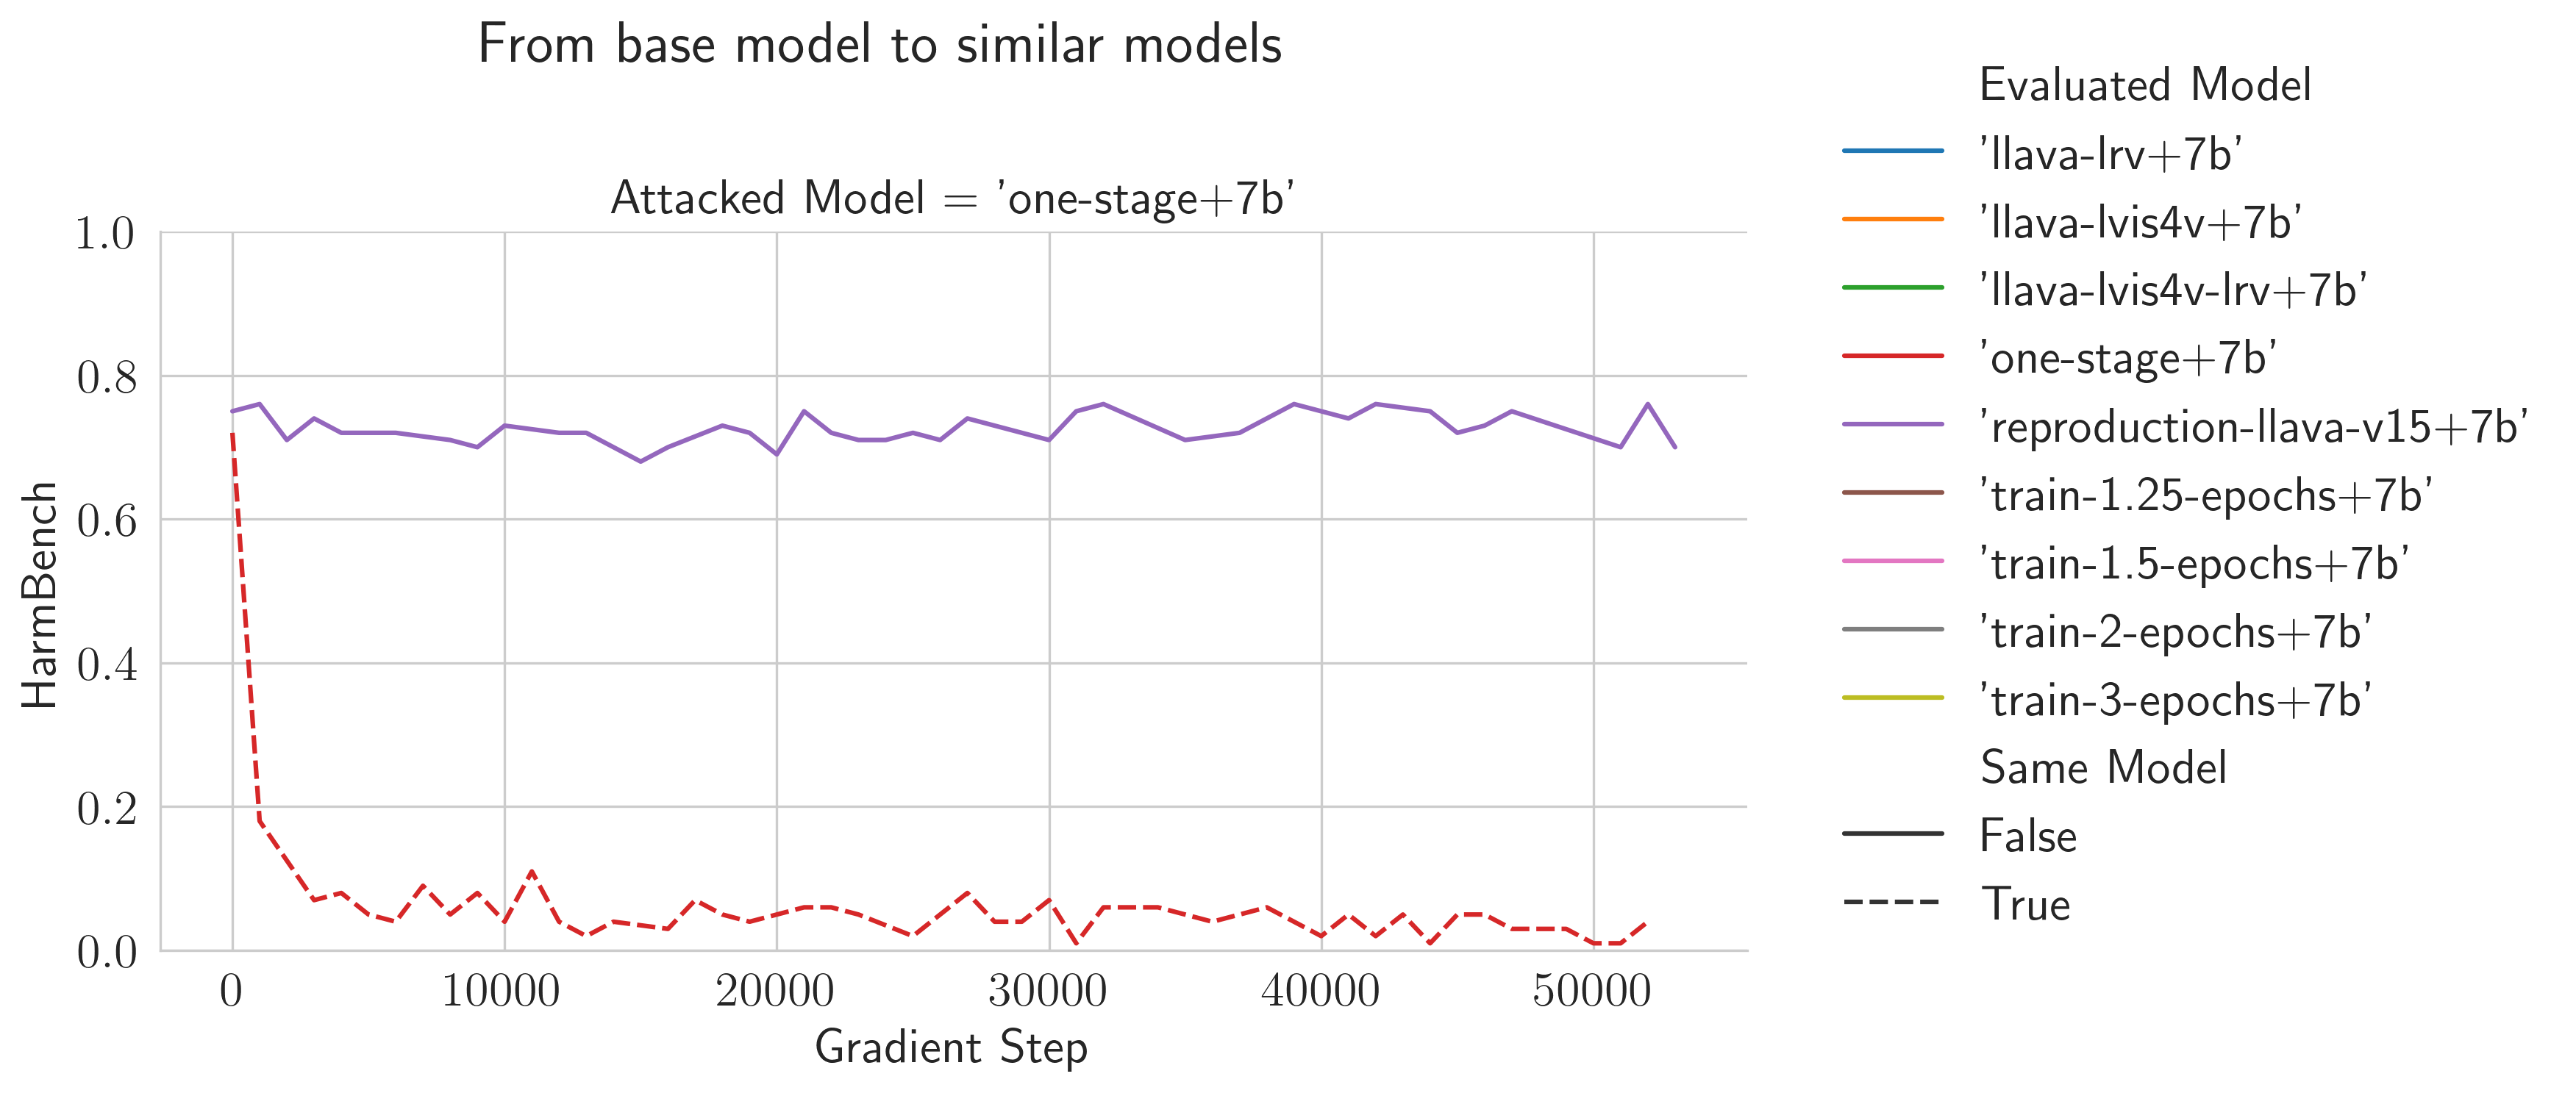 From base model to similar models
Attacked Model = 'one-stage+7b'
1.0
0.8
0.6
0.4
0.2
0.0
HarmBench
0 10000 20000 30000 40000 50000
Gradient Step
Evaluated Model
'llava-lrv+7b'
'llava-lvis4v+7b'
'llava-lvis4v-lrv+7b'
'one-stage+7b'
'reproduction-llava-v15+7b'
'train-1.25-epochs+7b'
'train-1.5-epochs+7b'
'train-2-epochs+7b'
'train-3-epochs+7b'
Same Model
False
True